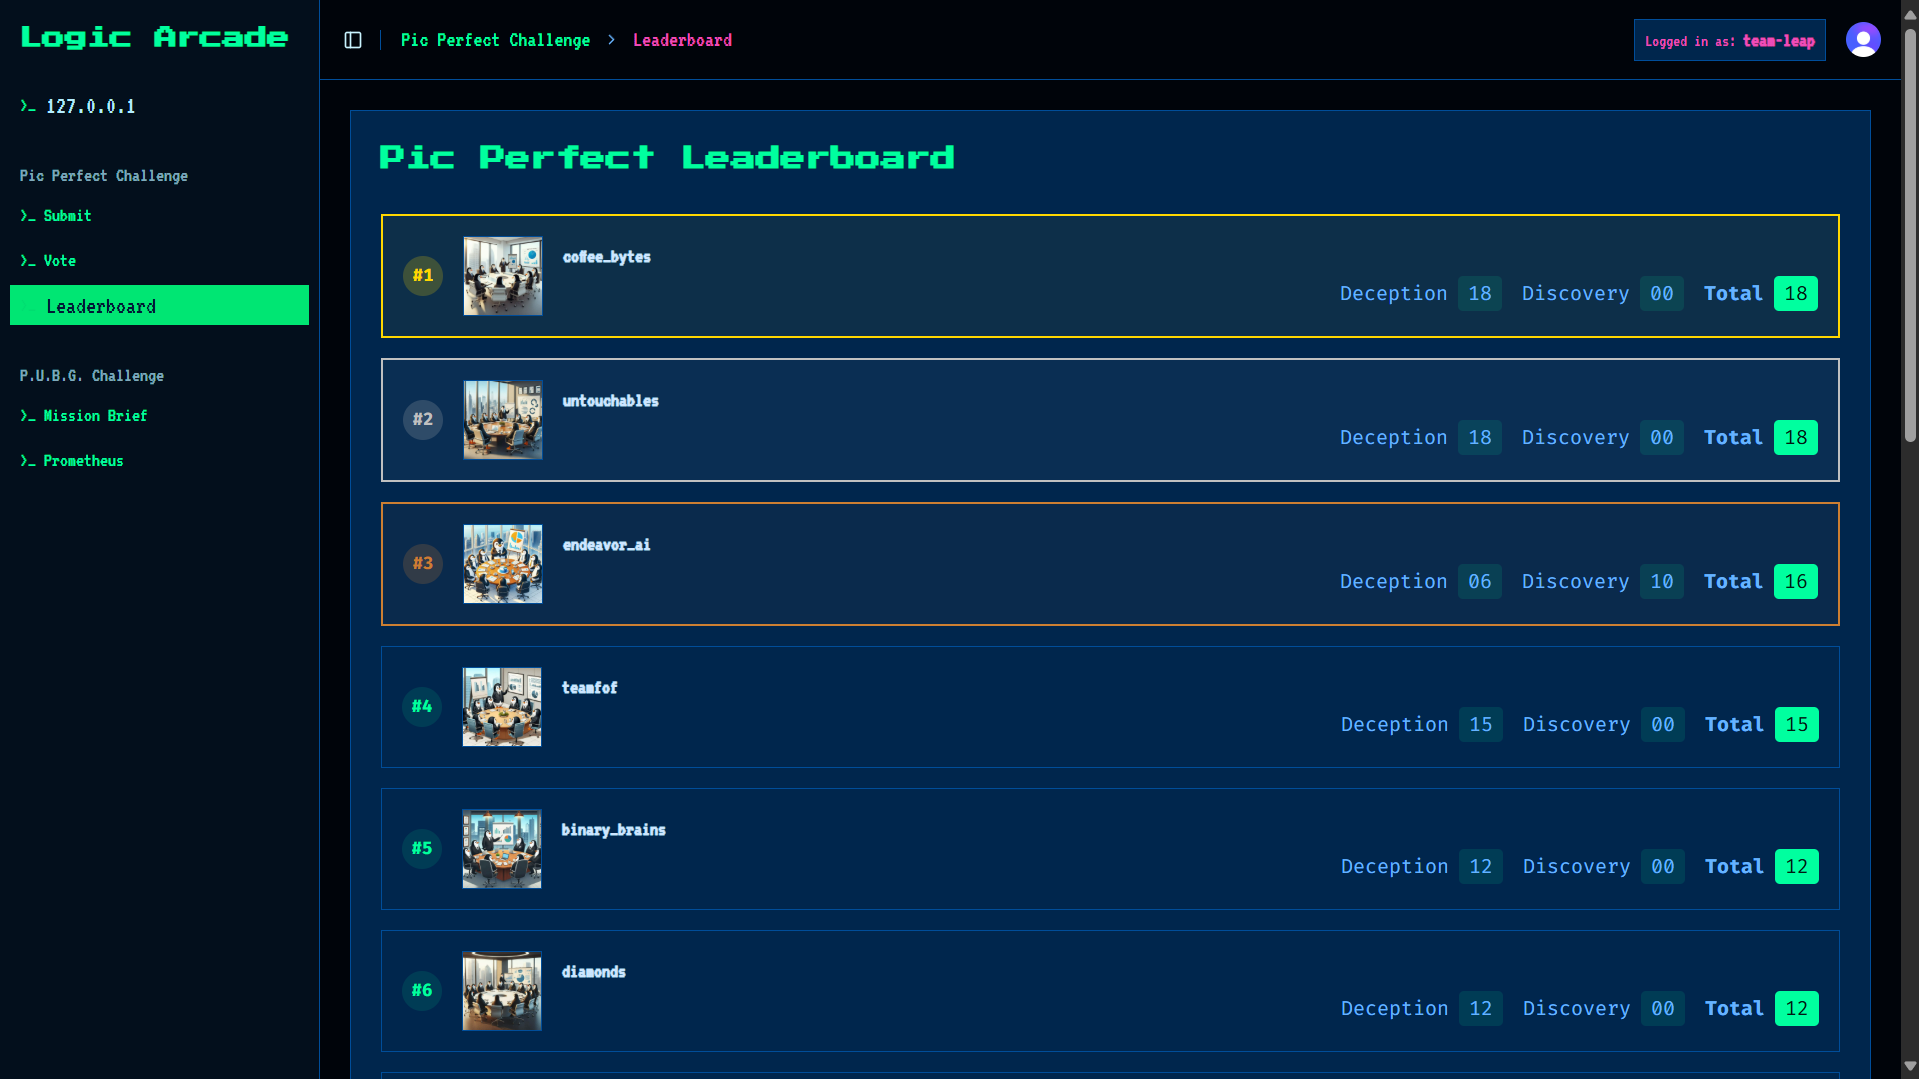 Logic Arcade
>_ 127.0.0.1
Pic Perfect Challenge
>_ Submit
>_ Vote
Leaderboard
P.U.B.G. Challenge
>_ Mission Brief
>_ Prometheus
Pic Perfect Challenge > Leaderboard
Logged in as: team-leap
Pic Perfect Leaderboard
#1
coffee_bytes
Deception 18 Discovery 00 Total 18
#2
untouchables
Deception 18 Discovery 00 Total 18
#3
endeavor_ai
Deception 06 Discovery 10 Total 16
#4
teamfof
Deception 15 Discovery 00 Total 15
#5
binary_brains
Deception 12 Discovery 00 Total 12
#6
diamonds
Deception 12 Discovery 00 Total 12